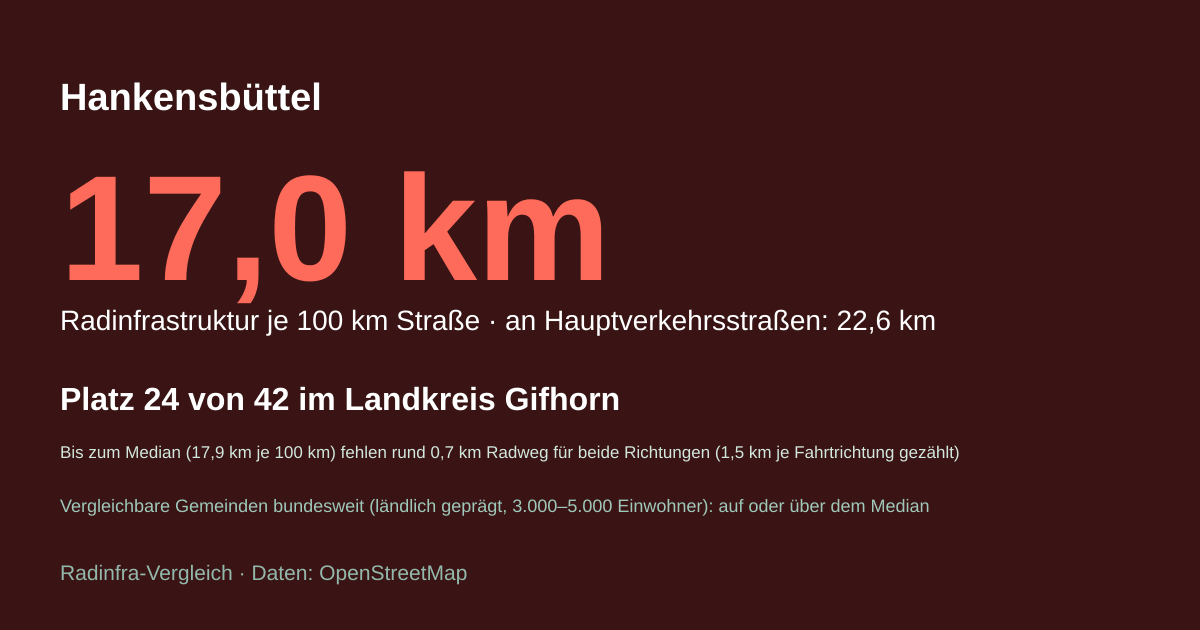 Hankensbüttel
17,0 km
Radinfrastruktur je 100 km Straße · an Hauptverkehrsstraßen: 22,6 km
Platz 24 von 42 im Landkreis Gifhorn
Bis zum Median (17,9 km je 100 km) fehlen rund 0,7 km Radweg für beide Richtungen (1,5 km je Fahrtrichtung gezählt)
Vergleichbare Gemeinden bundesweit (ländlich geprägt, 3.000–5.000 Einwohner): auf oder über dem Median
Radinfra-Vergleich · Daten: OpenStreetMap